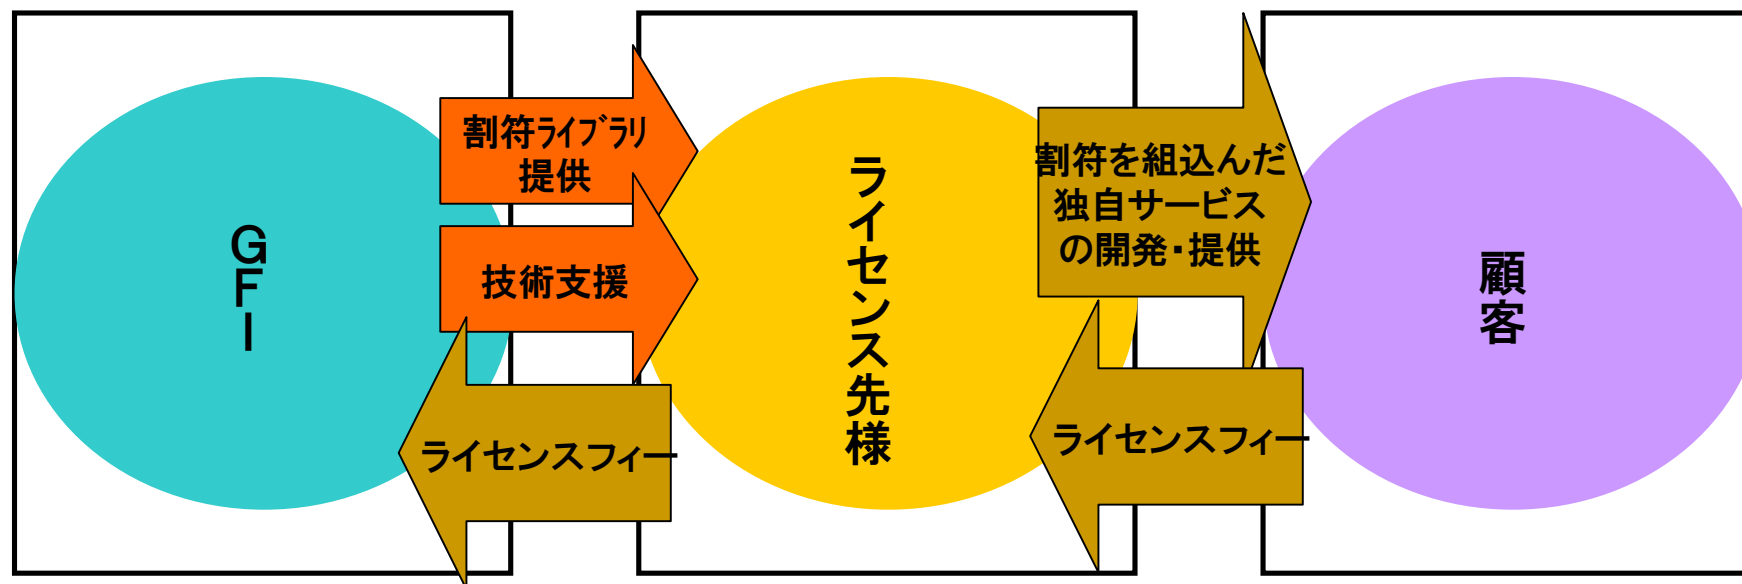 GFI
割符ライブラリ
提供
技術支援
ライセンスフィー
ライセンス先様
割符を組込んだ
独自サービス
の開発・提供
ライセンスフィー
顧客